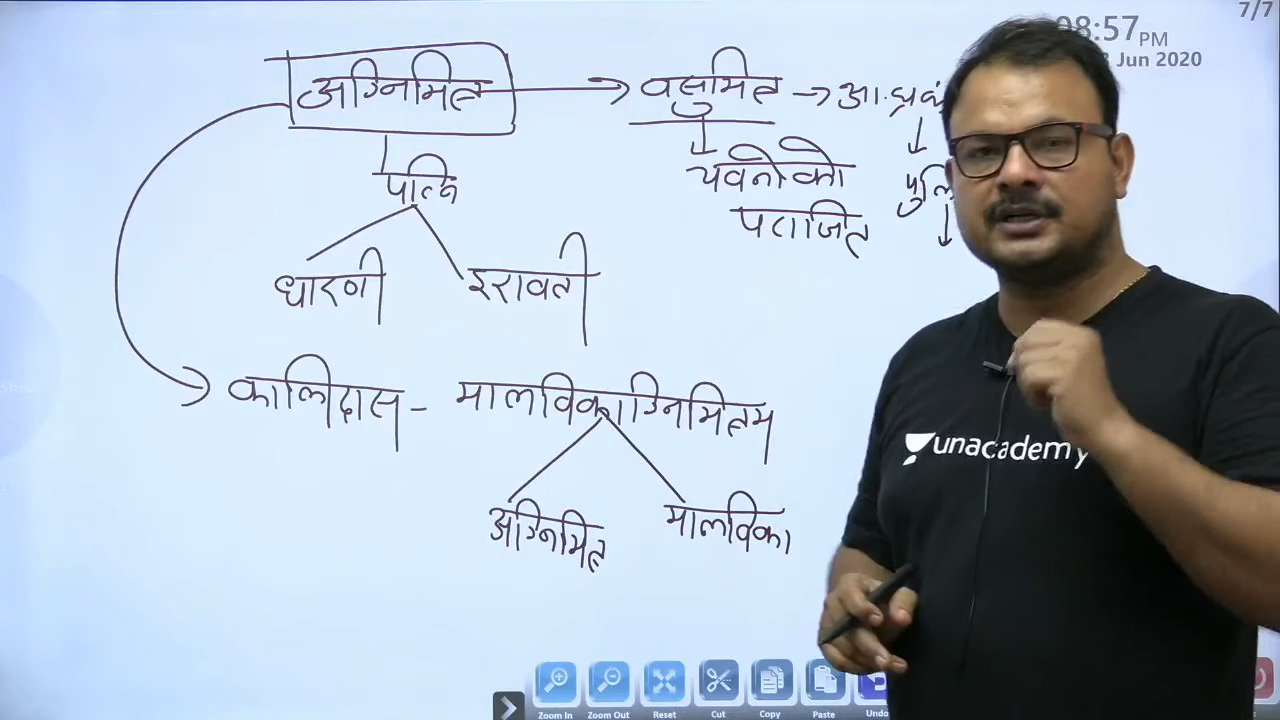 7/7
08:57 PM
Jun 2020
अग्निमित्र → वसुमित्र → आ.ध्रक
पत्नि
यवनो को
पुलि
पराजित
धारणी इरावती
कालिदास - मालविकाग्निमित्रम
unacademy
अग्निमित्र मालविका
Zoom In Zoom Out Reset Cut Copy Paste Undo